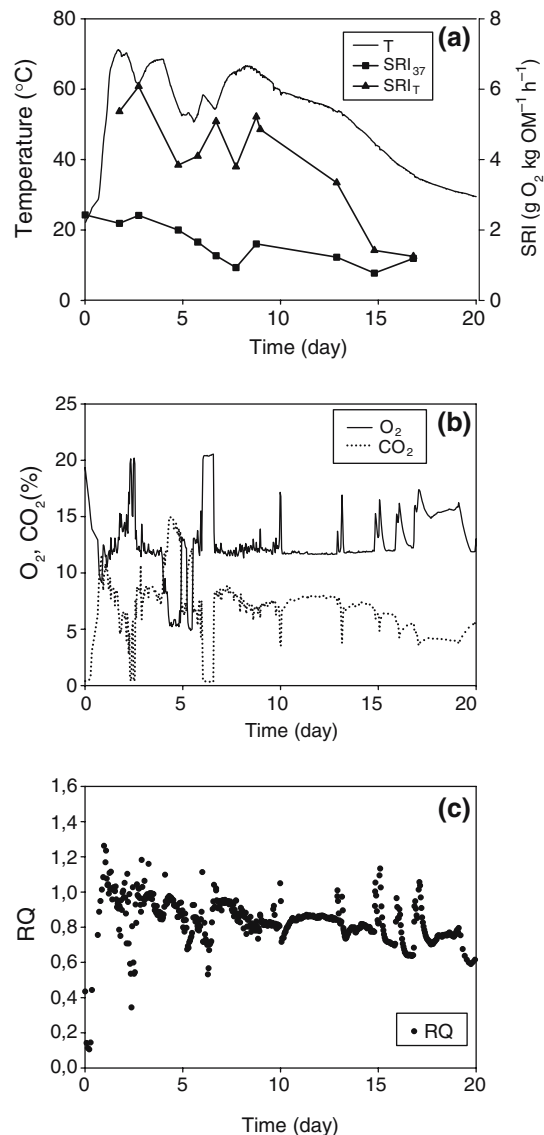 (a)
T
SRI37
SRIT
80
60
40
20
0
Temperature (°C)
8
6
4
2
0
SRI (g O2 kg OM–1 h–1)
0 5 10 15 20
Time (day)
(b)
O2
CO2
25
20
15
10
5
0
O2, CO2(%)
0 5 10 15 20
Time (day)
(c)
1,6
1,4
1,2
1,0
0,8
0,6
0,4
0,2
0,0
RQ
RQ
0 5 10 15 20
Time (day)